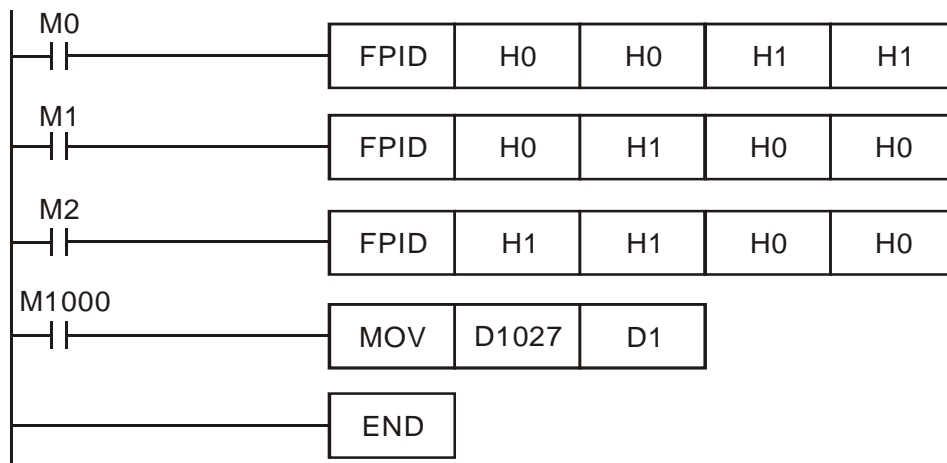 M0
FPID H0 H0 H1 H1
M1
FPID H0 H1 H0 H0
M2
FPID H1 H1 H0 H0
M1000
MOV D1027 D1
END